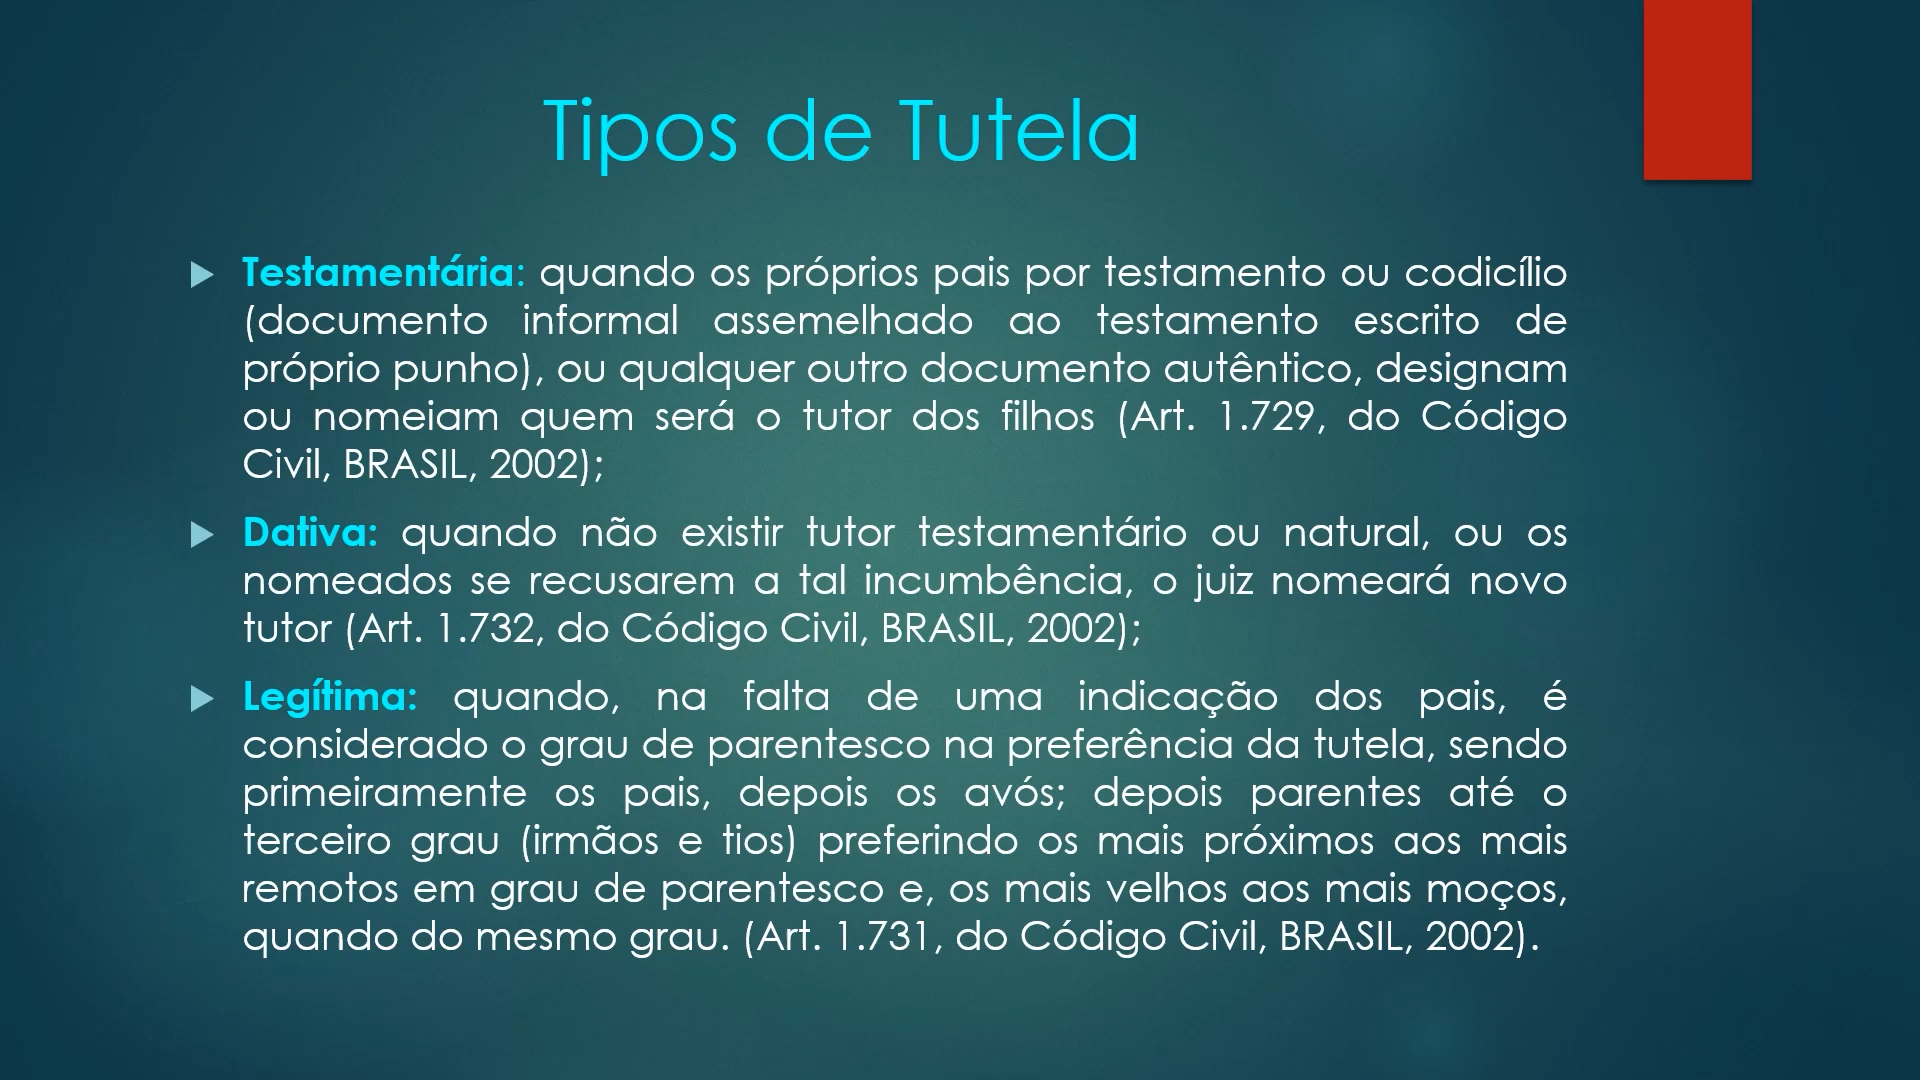 Tipos de Tutela
Testamentária: quando os próprios pais por testamento ou codicílio
(documento informal assemelhado ao testamento escrito de
próprio punho), ou qualquer outro documento autêntico, designam
ou nomeiam quem será o tutor dos filhos (Art. 1.729, do Código
Civil, BRASIL, 2002);
Dativa: quando não existir tutor testamentário ou natural, ou os
nomeados se recusarem a tal incumbência, o juiz nomeará novo
tutor (Art. 1.732, do Código Civil, BRASIL, 2002);
Legítima: quando, na falta de uma indicação dos pais, é
considerado o grau de parentesco na preferência da tutela, sendo
primeiramente os pais, depois os avós; depois parentes até o
terceiro grau (irmãos e tios) preferindo os mais próximos aos mais
remotos em grau de parentesco e, os mais velhos aos mais moços,
quando do mesmo grau. (Art. 1.731, do Código Civil, BRASIL, 2002).